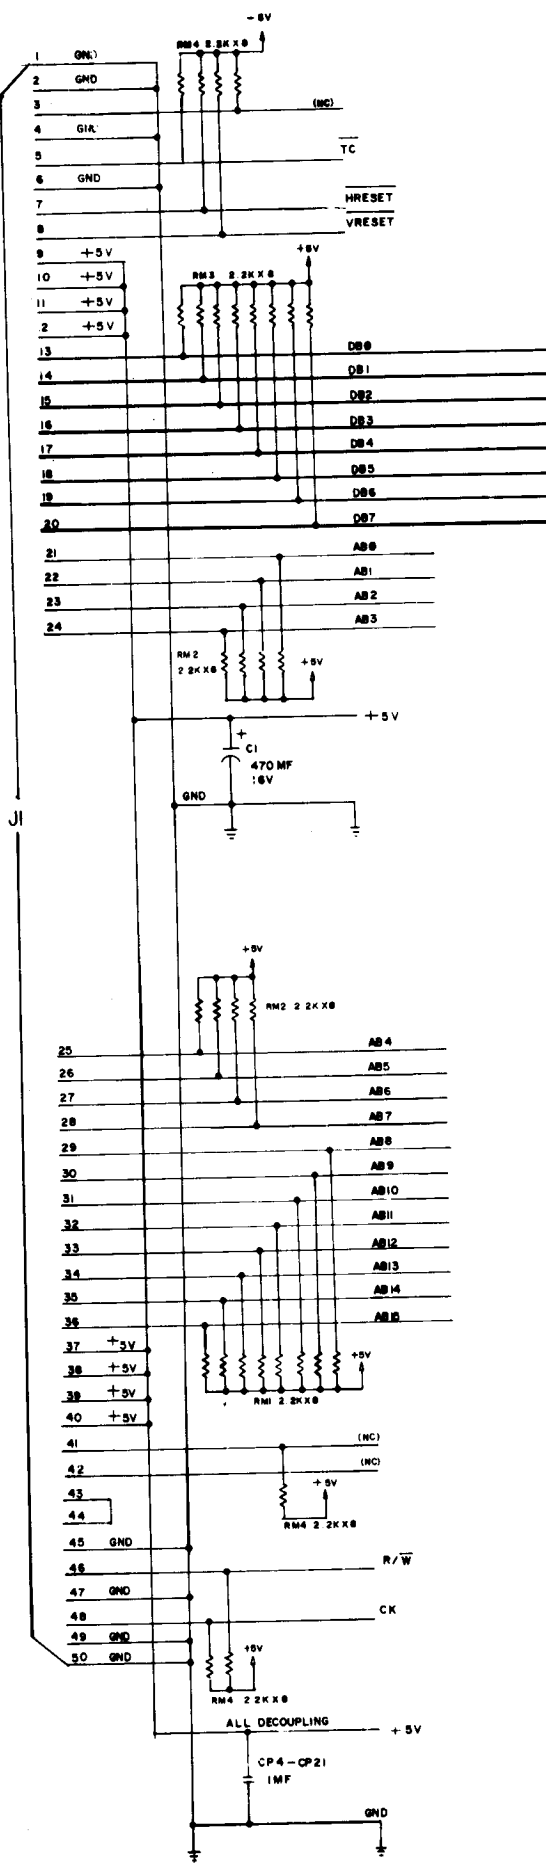 - 5V
RM4 2.2K X 8
1 GND
2 GND
3 (NC)
4 GND
5 TC
6 GND
7 HRESET
8 VRESET
9 +5V
+5V
10 +5V
RM3 2.2K X 8
11 +5V
2 +5V
13 DB0
14 DB1
15 DB2
16 DB3
17 DB4
18 DB5
19 DB6
20 DB7
21 AB0
22 AB1
23 AB2
24 AB3
RM2
2 2K X 8
+5V
+5V
+
C1
470 MF
16V
GND
J1
+5V
RM2 2 2K X 8
25 AB4
26 AB5
27 AB6
28 AB7
29 AB8
30 AB9
31 AB10
32 AB11
33 AB12
34 AB13
35 AB14
36 AB15
37 +5V
+5V
38 +5V
39 +5V
RM1 2.2K X 8
40 +5V
41 (NC)
42 (NC)
43
+5V
44
RM4 2.2K X 8
45 GND
46 R/W
47 GND
48 CK
49 GND
+5V
50 GND
RM4 2 2K X 8
ALL DECOUPLING +5V
CP4-CP21
1MF
GND